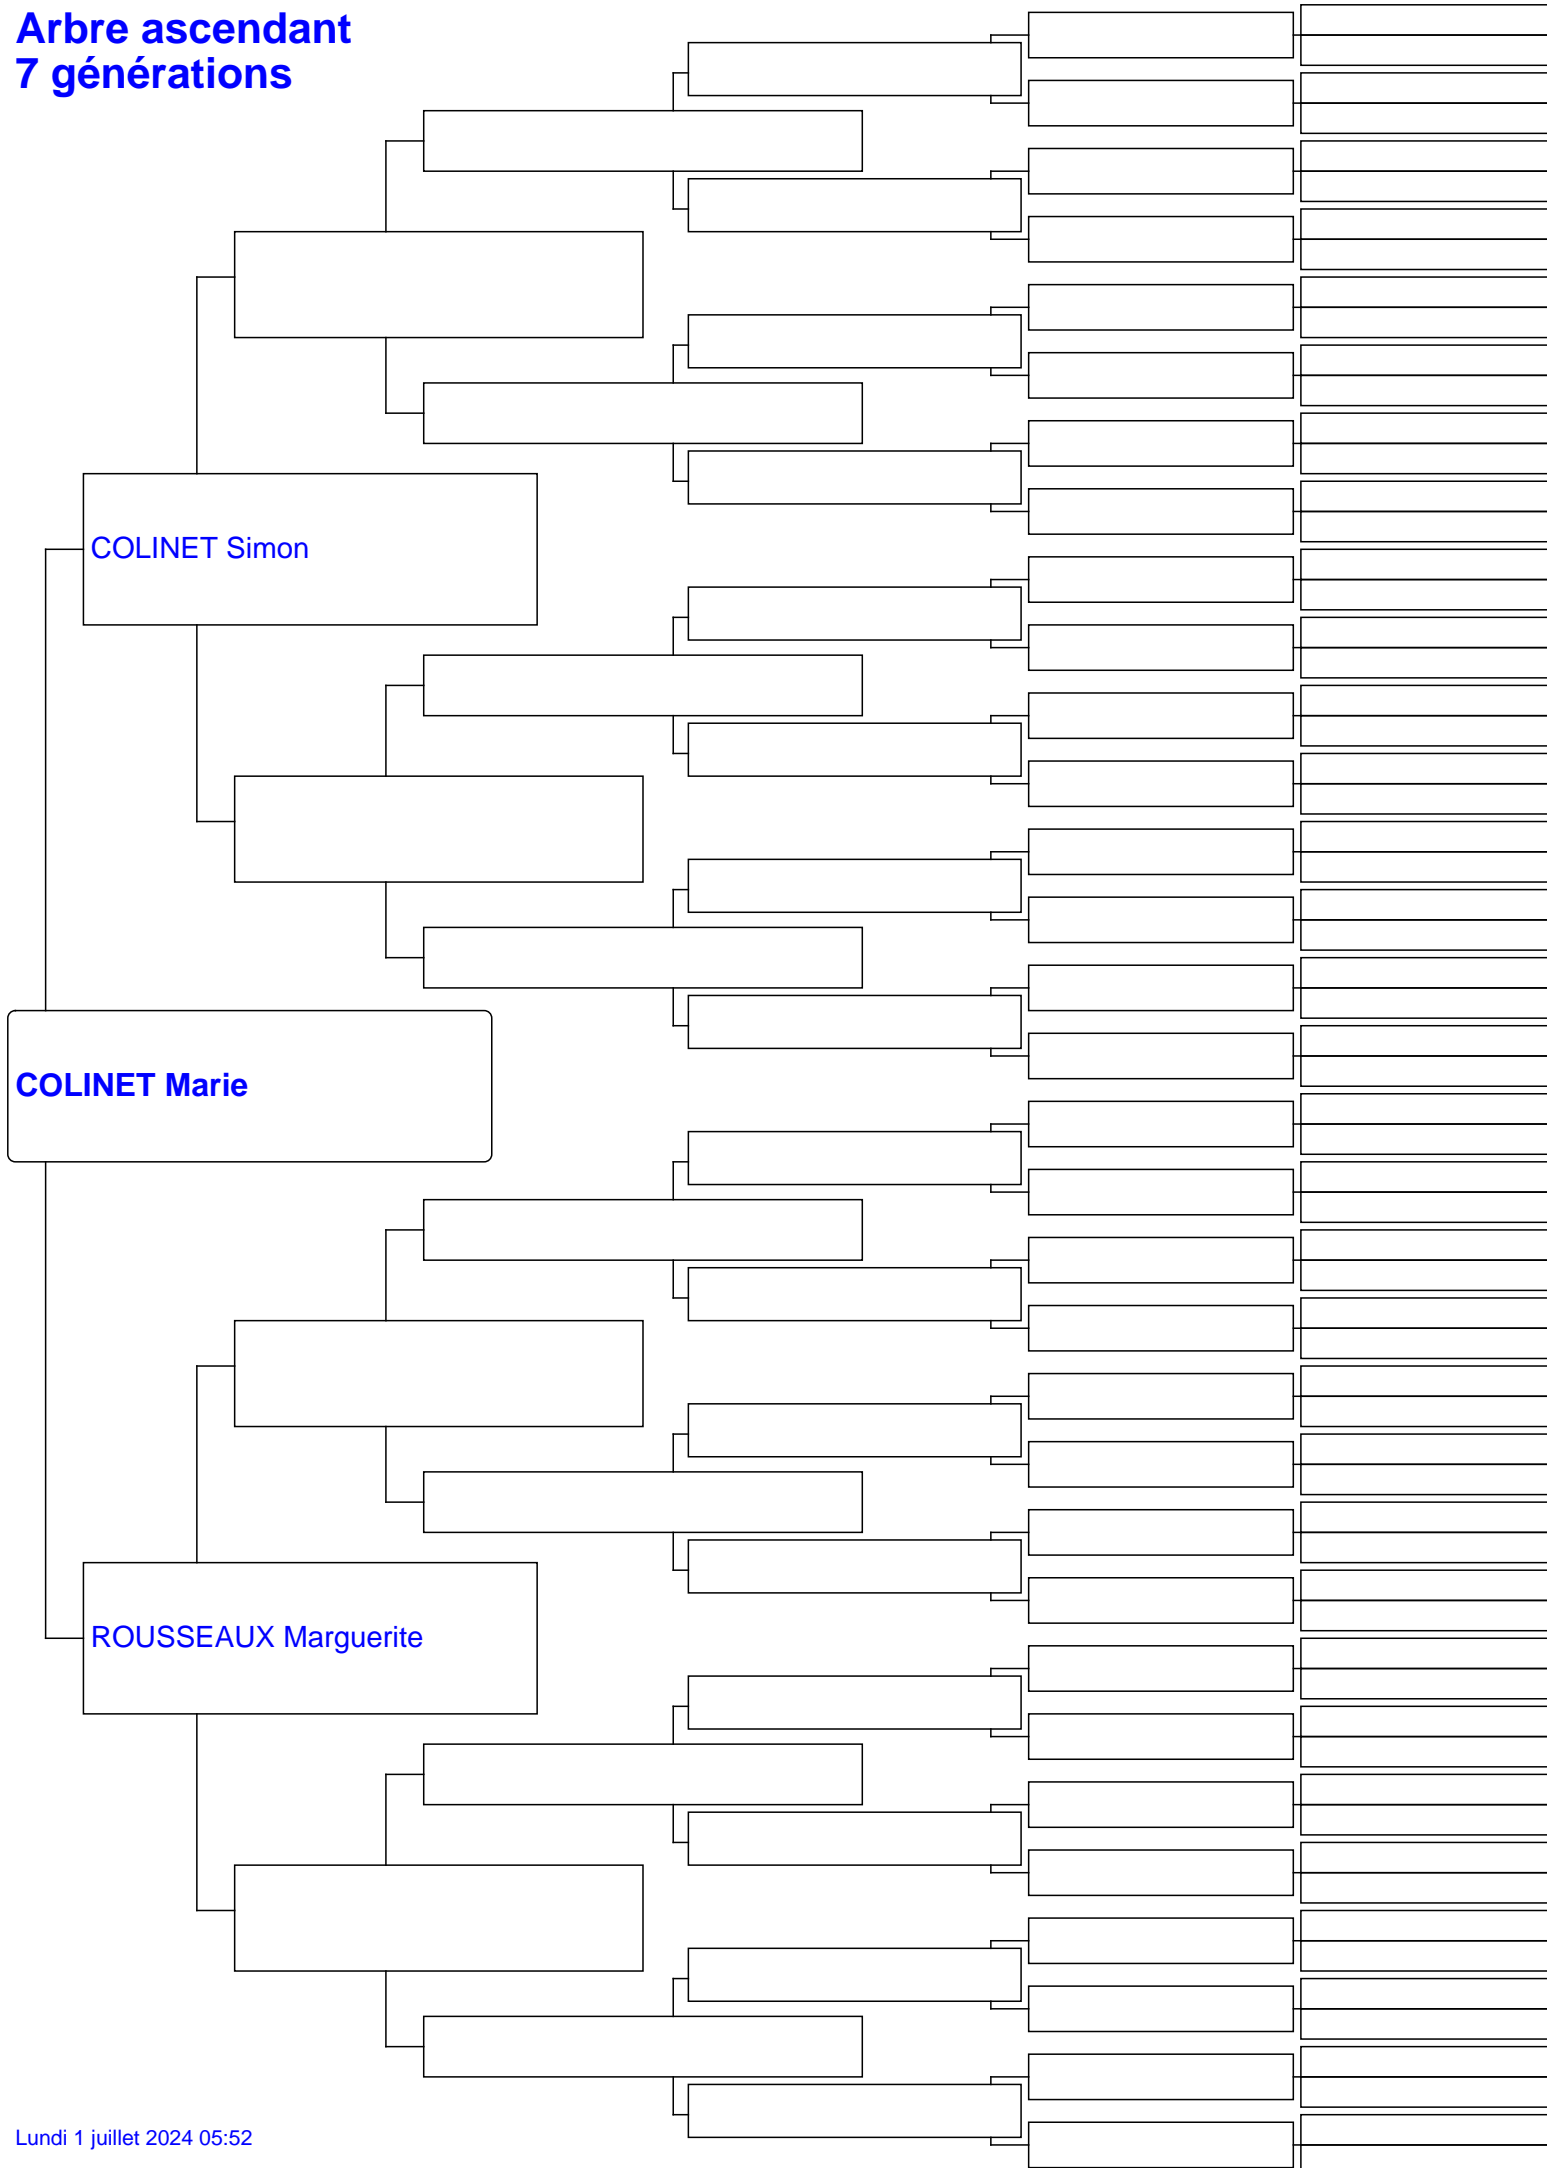 Arbre ascendant
7 générations
COLINET Simon
COLINET Marie
ROUSSEAUX Marguerite
Lundi 1 juillet 2024 05:52